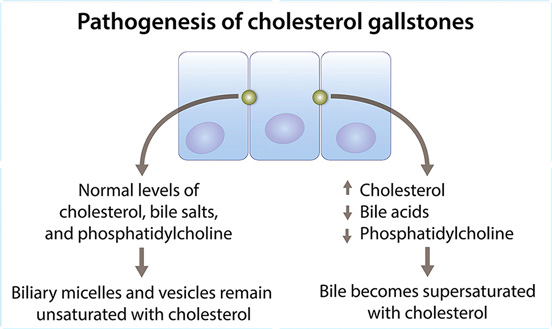 Pathogenesis of cholesterol gallstones
Normal levels of
cholesterol, bile salts,
and phosphatidylcholine
Biliary micelles and vesicles remain
unsaturated with cholesterol
↑ Cholesterol
↓ Bile acids
↓ Phosphatidylcholine
Bile becomes supersaturated
with cholesterol